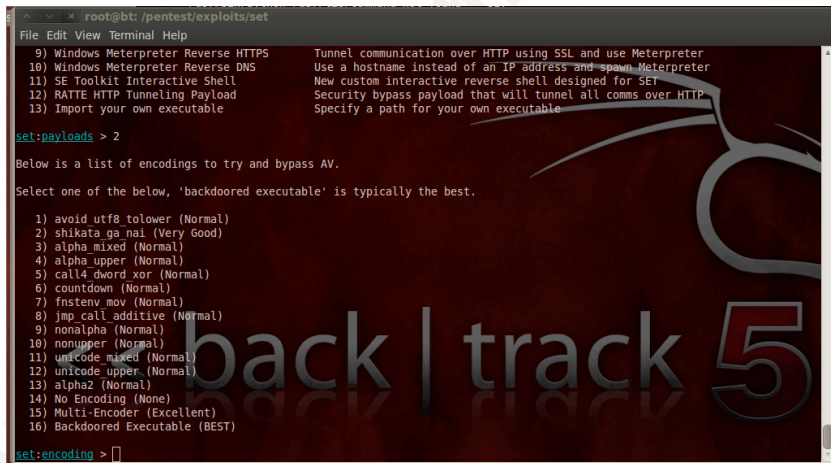 root@bt: /pentest/exploits/set
File Edit View Terminal Help
9) Windows Meterpreter Reverse HTTPS Tunnel communication over HTTP using SSL and use Meterpreter
10) Windows Meterpreter Reverse DNS Use a hostname instead of an IP address and spawn Meterpreter
11) SE Toolkit Interactive Shell New custom interactive reverse shell designed for SET
12) RATTE HTTP Tunneling Payload Security bypass payload that will tunnel all comms over HTTP
13) Import your own executable Specify a path for your own executable
set:payloads > 2
Below is a list of encodings to try and bypass AV.
Select one of the below, 'backdoored executable' is typically the best.
1) avoid_utf8_tolower (Normal)
2) shikata_ga_nai (Very Good)
3) alpha_mixed (Normal)
4) alpha_upper (Normal)
5) call4_dword_xor (Normal)
6) countdown (Normal)
7) fnstenv_mov (Normal)
8) jmp_call_additive (Normal)
9) nonalpha (Normal)
10) nonupper (Normal)
11) unicode_mixed (Normal)
12) unicode_upper (Normal)
13) alpha2 (Normal)
14) No Encoding (None)
15) Multi-Encoder (Excellent)
16) Backdoored Executable (BEST)
set:encoding >
<< back | track 5